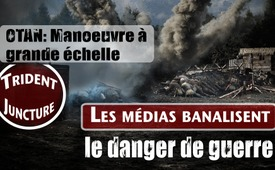 OTAN: Manoeuvre à
grande échelle
TRIDENT
JUNCTURE
LES MÉDIAS BANALISENT
le danger de guerre